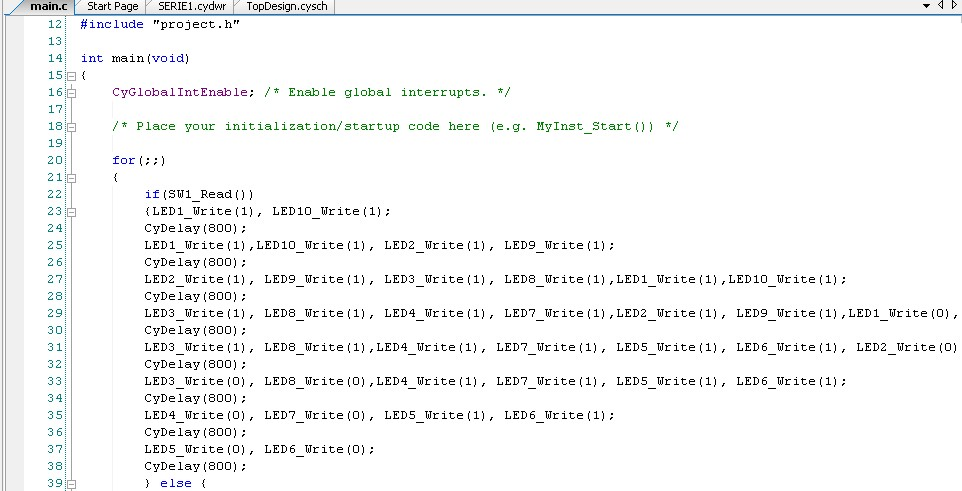 main.c Start Page SERIE1.cydwr TopDesign.cysch
12 #include "project.h"
13
14 int main(void)
15 {
16 CyGlobalIntEnable; /* Enable global interrupts. */
17
18 /* Place your initialization/startup code here (e.g. MyInst_Start()) */
19
20 for(;;)
21 {
22 if(SW1_Read())
23 {LED1_Write(1), LED10_Write(1);
24 CyDelay(800);
25 LED1_Write(1),LED10_Write(1), LED2_Write(1), LED9_Write(1);
26 CyDelay(800);
27 LED2_Write(1), LED9_Write(1), LED3_Write(1), LED8_Write(1),LED1_Write(1),LED10_Write(1);
28 CyDelay(800);
29 LED3_Write(1), LED8_Write(1), LED4_Write(1), LED7_Write(1),LED2_Write(1), LED9_Write(1),LED1_Write(0),
30 CyDelay(800);
31 LED3_Write(1), LED8_Write(1),LED4_Write(1), LED7_Write(1), LED5_Write(1), LED6_Write(1), LED2_Write(0)
32 CyDelay(800);
33 LED3_Write(0), LED8_Write(0),LED4_Write(1), LED7_Write(1), LED5_Write(1), LED6_Write(1);
34 CyDelay(800);
35 LED4_Write(0), LED7_Write(0), LED5_Write(1), LED6_Write(1);
36 CyDelay(800);
37 LED5_Write(0), LED6_Write(0);
38 CyDelay(800);
39 } else {